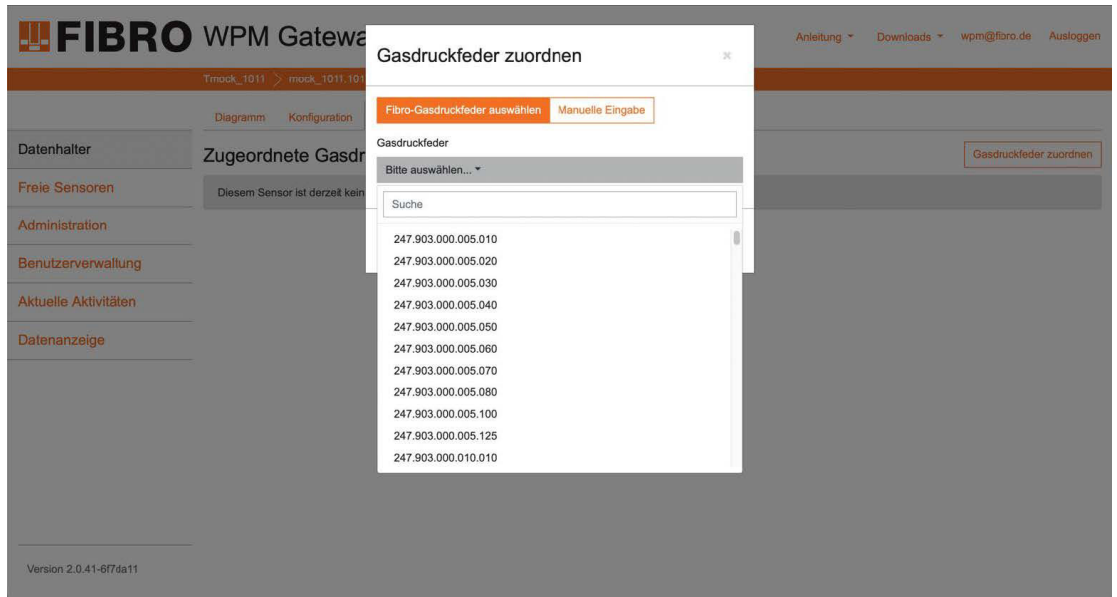 FIBRO WPM Gatewa
Anleitung Downloads wpm@fibro.de Ausloggen
Tmock_1011 mock_1011.101
Gasdruckfeder zuordnen
Fibro-Gasdruckfeder auswählen Manuelle Eingabe
Diagramm Konfiguration
Gasdruckfeder
Datenhalter
Zugeordnete Gasdr
Gasdruckfeder zuordnen
Bitte auswählen...
Freie Sensoren
Diesem Sensor ist derzeit kein
Suche
Administration
Benutzerverwaltung
Aktuelle Aktivitäten
Datenanzeige
247.903.000.005.010
247.903.000.005.020
247.903.000.005.030
247.903.000.005.040
247.903.000.005.050
247.903.000.005.060
247.903.000.005.070
247.903.000.005.080
247.903.000.005.100
247.903.000.005.125
247.903.000.010.010
Version 2.0.41-6f7da11